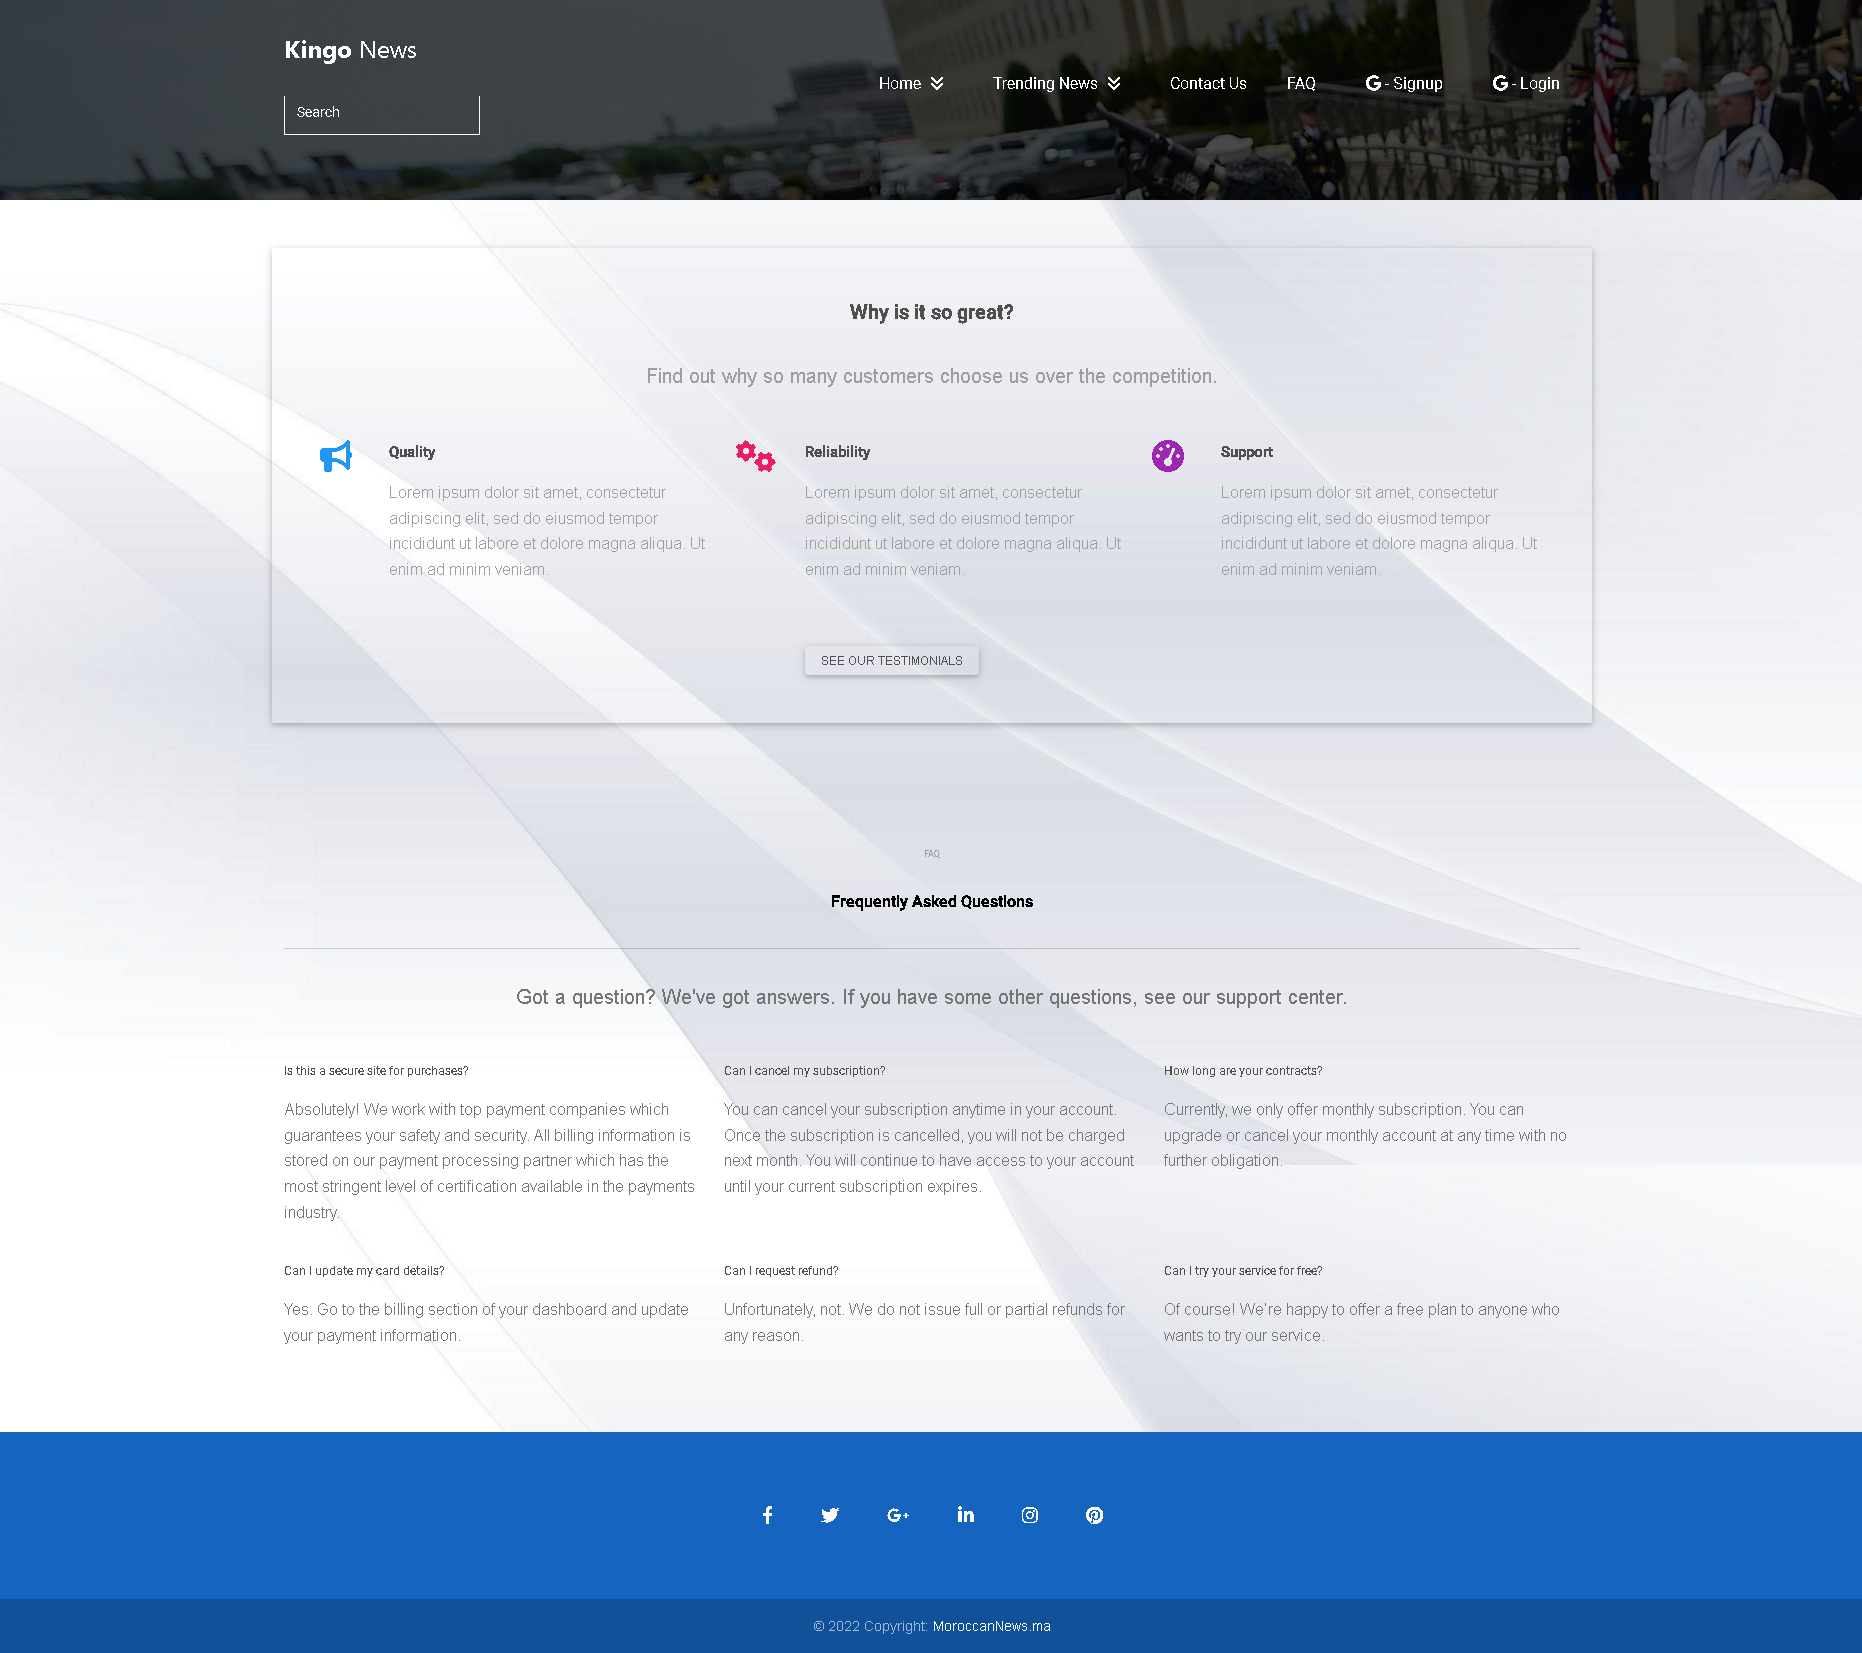 Kingo News
Search
Home
Trending News
Contact Us
FAQ
- Signup
- Login
Why is it so great?
Find out why so many customers choose us over the competition.
Quality
Lorem ipsum dolor sit amet, consectetur
adipiscing elit, sed do eiusmod tempor
incididunt ut labore et dolore magna aliqua. Ut
enim ad minim veniam.
Reliability
Lorem ipsum dolor sit amet, consectetur
adipiscing elit, sed do eiusmod tempor
incididunt ut labore et dolore magna aliqua. Ut
enim ad minim veniam.
Support
Lorem ipsum dolor sit amet, consectetur
adipiscing elit, sed do eiusmod tempor
incididunt ut labore et dolore magna aliqua. Ut
enim ad minim veniam.
SEE OUR TESTIMONIALS
FAQ
Frequently Asked Questions
Got a question? We've got answers. If you have some other questions, see our support center.
Is this a secure site for purchases?
Absolutely! We work with top payment companies which
guarantees your safety and security. All billing information is
stored on our payment processing partner which has the
most stringent level of certification available in the payments
industry.
Can I cancel my subscription?
You can cancel your subscription anytime in your account.
Once the subscription is cancelled, you will not be charged
next month. You will continue to have access to your account
until your current subscription expires.
How long are your contracts?
Currently, we only offer monthly subscription. You can
upgrade or cancel your monthly account at any time with no
further obligation.
Can I update my card details?
Yes. Go to the billing section of your dashboard and update
your payment information.
Can I request refund?
Unfortunately, not. We do not issue full or partial refunds for
any reason.
Can I try your service for free?
Of course! We're happy to offer a free plan to anyone who
wants to try our service.
© 2022 Copyright: MoroccanNews.ma